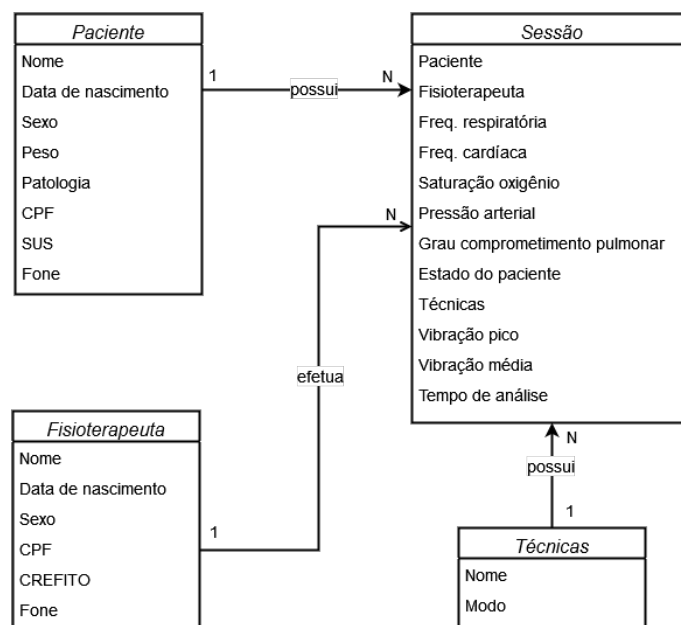 Paciente
Nome
Data de nascimento
Sexo
Peso
Patologia
CPF
SUS
Fone
1
possui
N
Sessão
Paciente
Fisioterapeuta
Freq. respiratória
Freq. cardíaca
Saturação oxigênio
Pressão arterial
Grau comprometimento pulmonar
Estado do paciente
Técnicas
Vibração pico
Vibração média
Tempo de análise
N
efetua
1
Fisioterapeuta
Nome
Data de nascimento
Sexo
CPF
CREFITO
Fone
N
possui
1
Técnicas
Nome
Modo